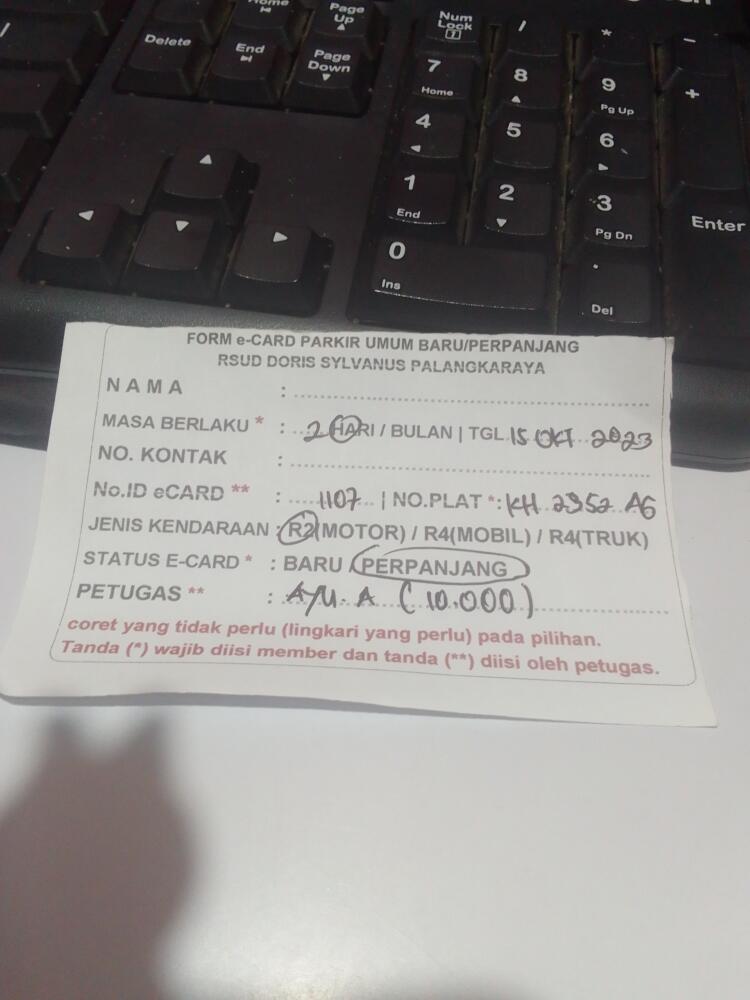 Home
Page Up
Num Lock
/
*
-
Delete
End
Page Down
7 Home
8
9 Pg Up
+
4
5
6
1 End
2
3 Pg Dn
Enter
0 Ins
. Del
FORM e-CARD PARKIR UMUM BARU/PERPANJANG
RSUD DORIS SYLVANUS PALANGKARAYA
NAMA :
MASA BERLAKU * : 2 HARI / BULAN | TGL 15 OKT 2023
NO. KONTAK :
No.ID eCARD ** : 1107 | NO.PLAT *: KH 2352 AG
JENIS KENDARAAN : R2(MOTOR) / R4(MOBIL) / R4(TRUK)
STATUS E-CARD * : BARU / PERPANJANG
PETUGAS ** : AYU. A (10.000)
coret yang tidak perlu (lingkari yang perlu) pada pilihan.
Tanda (*) wajib diisi member dan tanda (**) diisi oleh petugas.